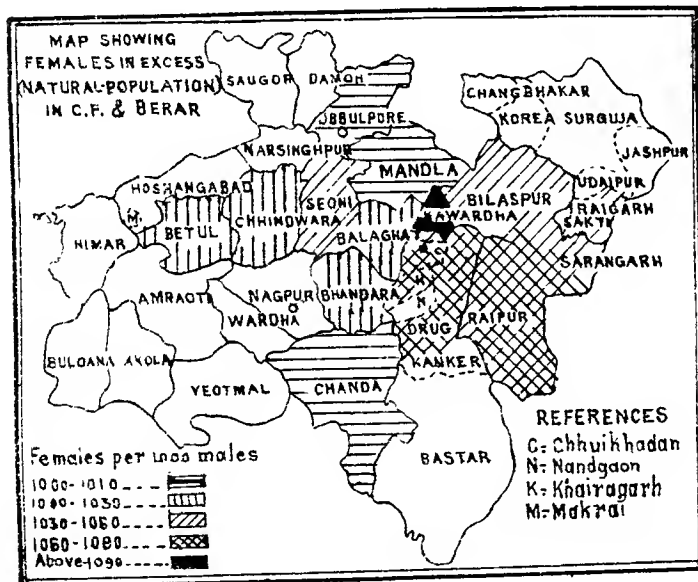 MAP SHOWING
FEMALES IN EXCESS
(NATURAL-POPULATION)
IN C.P. & BERAR
SAUGOR
DAMOH
CHANGBHAKAR
KOREA
SURGUJA
JASHPUR
JUBBULPORE
NARSINGHPUR
MANDLA
UDAIPUR
HOSHANGABAD
SEONI
BILASPUR
RAIGARH
KAWARDHA
SAKTI
M.
CHHINDWARA
BETUL
BALAGHAT
NIMAR
SARANGARH
C
K
N
AMRAOTI
NAGPUR
BHANDARA
WARDHA
DRUG
RAIPUR
BULDANA
AKOLA
KANKER
YEOTMAL
CHANDA
BASTAR
REFERENCES
C=Chhuikhadan
N=Nandgaon
K=Khairagarh
M=Makrai
Females per 1000 males
1000-1010
1030
1030-1060
1060-1080
Above-1090